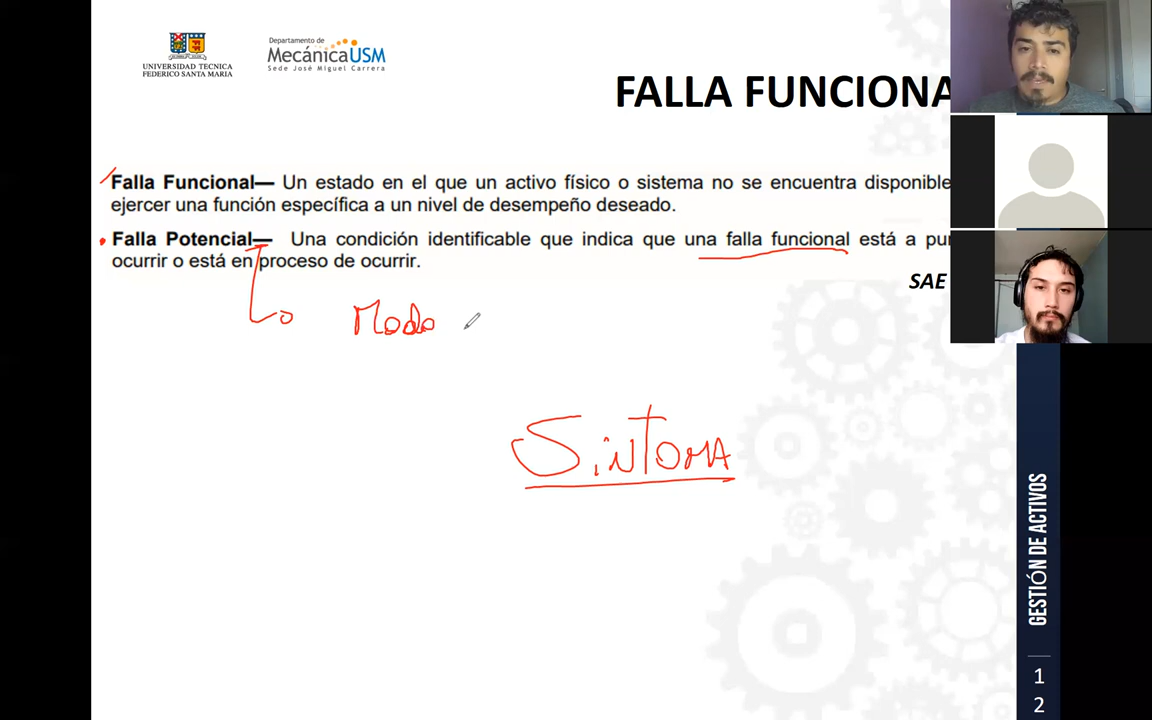 UNIVERSIDAD TECNICA
FEDERICO SANTA MARIA
Departamento de
MecánicaUSM
Sede José Miguel Carrera
FALLA FUNCIONA
Falla Funcional— Un estado en el que un activo físico o sistema no se encuentra disponible
ejercer una función específica a un nivel de desempeño deseado.
Falla Potencial— Una condición identificable que indica que una falla funcional está a pu
ocurrir o está en proceso de ocurrir.
SAE
Modo
SiNTOMA
GESTIÓN DE ACTIVOS
1
2